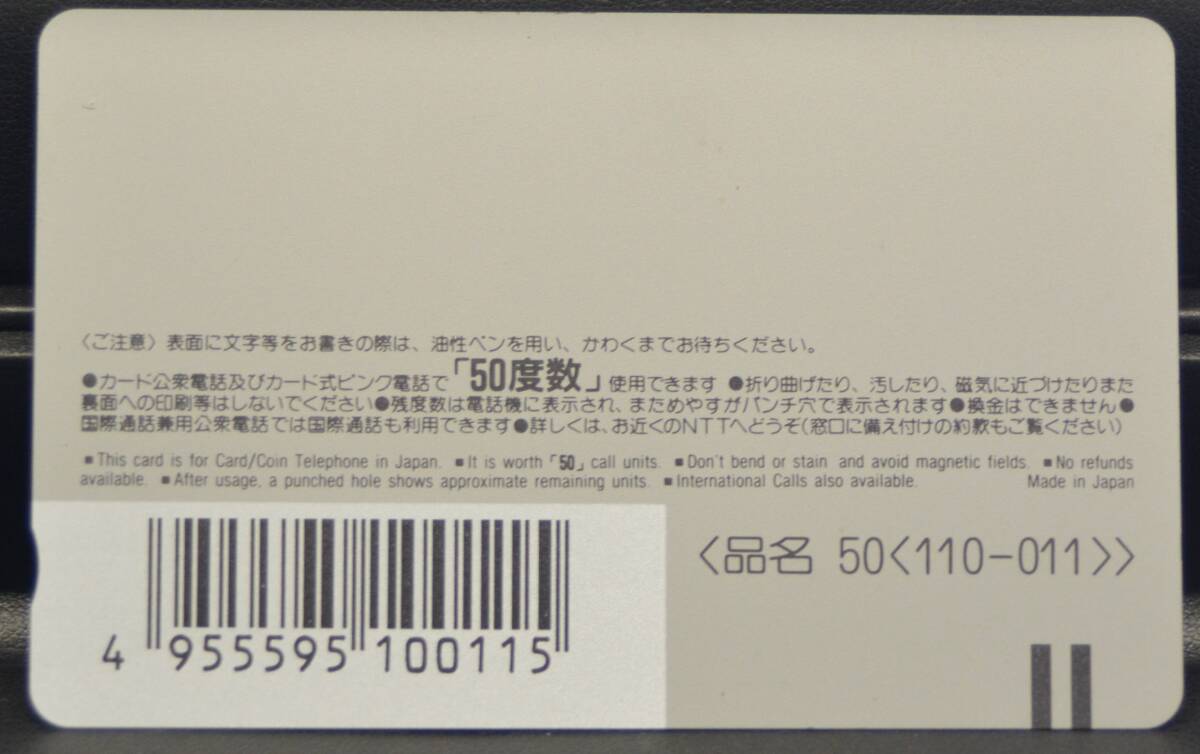 〈ご注意〉表面に文字等をお書きの際は、油性ペンを用い、かわくまでお待ちください。
●カード公衆電話及びカード式ピンク電話で「50度数」使用できます ●折り曲げたり、汚したり、磁気に近づけたりまた
裏面への印刷等はしないでください●残度数は電話機に表示され、まためやすがパンチ穴で表示されます●換金はできません●
国際通話兼用公衆電話では国際通話も利用できます●詳しくは、お近くのNTTへどうぞ(窓口に備え付けの約款もご覧ください)
■This card is for Card/Coin Telephone in Japan. ■It is worth「50」call units. ■Don't bend or stain and avoid magnetic fields. ■No refunds
available. ■After usage, a punched hole shows approximate remaining units. ■International Calls also available. Made in Japan
〈品名 50〈110-011〉〉
4 955595 100115